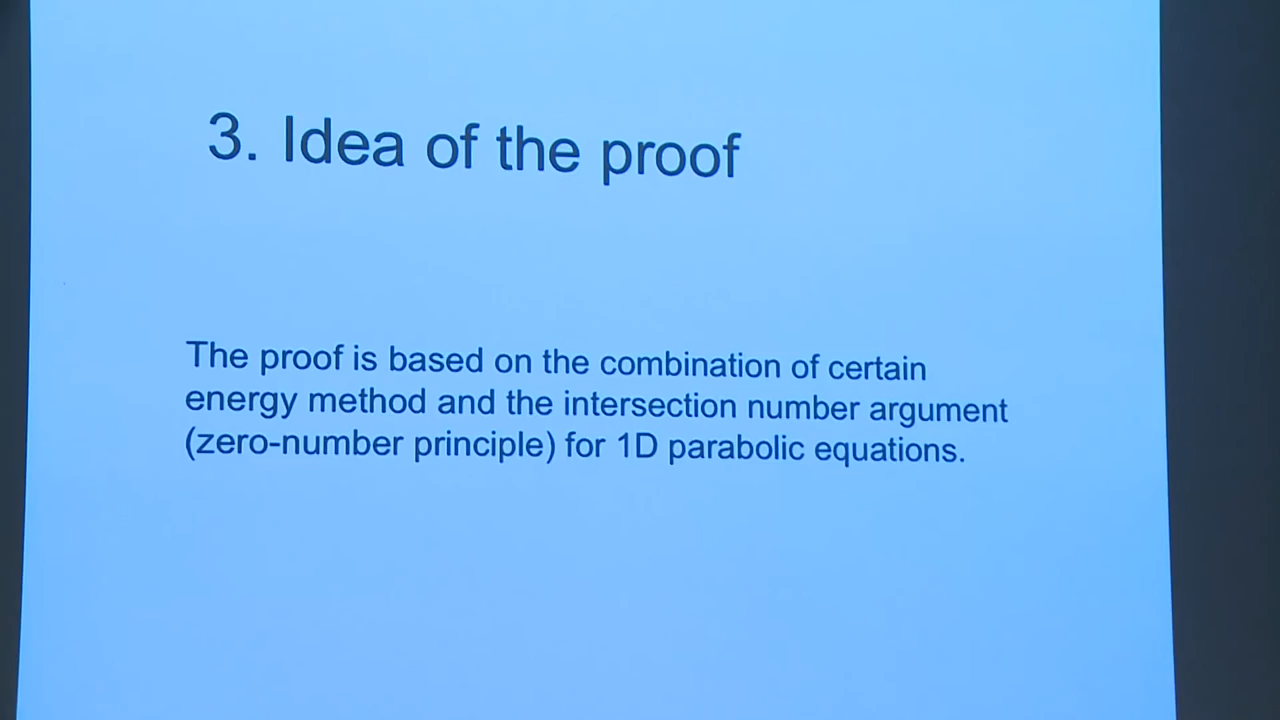 3. Idea of the proof
The proof is based on the combination of certain
energy method and the intersection number argument
(zero-number principle) for 1D parabolic equations.